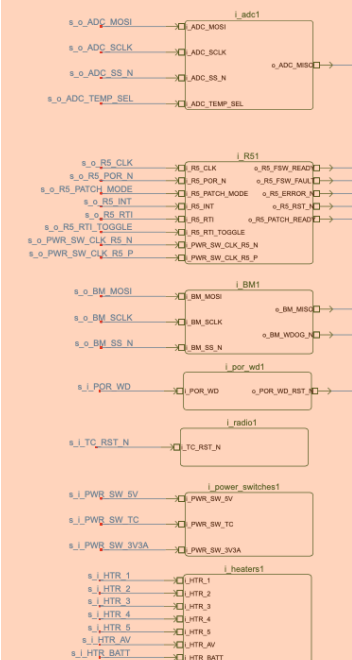 i_adc1
s_o_ADC_MOSI i_ADC_MOSI
s_o_ADC_SCLK i_ADC_SCLK
o_ADC_MISO
s_o_ADC_SS_N i_ADC_SS_N
s_o_ADC_TEMP_SEL i_ADC_TEMP_SEL
i_R51
s_o_R5_CLK i_R5_CLK o_R5_FSW_READY
s_o_R5_POR_N i_R5_POR_N o_R5_FSW_FAULT
s_o_R5_PATCH_MODE i_R5_PATCH_MODE o_R5_ERROR_N
s_o_R5_INT i_R5_INT o_R5_RST_N
s_o_R5_RTI i_R5_RTI o_R5_PATCH_READY
s_o_R5_RTI_TOGGLE i_R5_RTI_TOGGLE
s_o_PWR_SW_CLK_R5_N i_PWR_SW_CLK_R5_N
s_o_PWR_SW_CLK_R5_P i_PWR_SW_CLK_R5_P
i_BM1
s_o_BM_MOSI i_BM_MOSI
o_BM_MISO
s_o_BM_SCLK i_BM_SCLK
o_BM_WDOG_N
s_o_BM_SS_N i_BM_SS_N
i_por_wd1
s_i_POR_WD i_POR_WD o_POR_WD_RST_N
i_radio1
s_i_TC_RST_N i_TC_RST_N
i_power_switches1
s_i_PWR_SW_5V i_PWR_SW_5V
s_i_PWR_SW_TC i_PWR_SW_TC
s_i_PWR_SW_3V3A i_PWR_SW_3V3A
i_heaters1
s_i_HTR_1 i_HTR_1
s_i_HTR_2 i_HTR_2
s_i_HTR_3 i_HTR_3
s_i_HTR_4 i_HTR_4
s_i_HTR_5 i_HTR_5
s_i_HTR_AV i_HTR_AV
s_i_HTR_BATT i_HTR_BATT